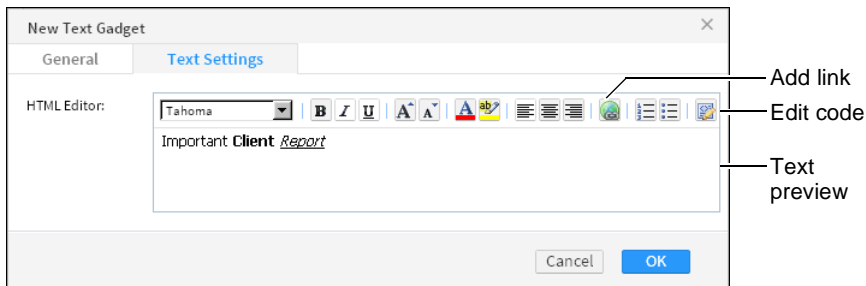 New Text Gadget
General Text Settings
Add link
HTML Editor:
Tahoma B I U A A A ab
Edit code
Important Client Report
Text
preview
Cancel OK